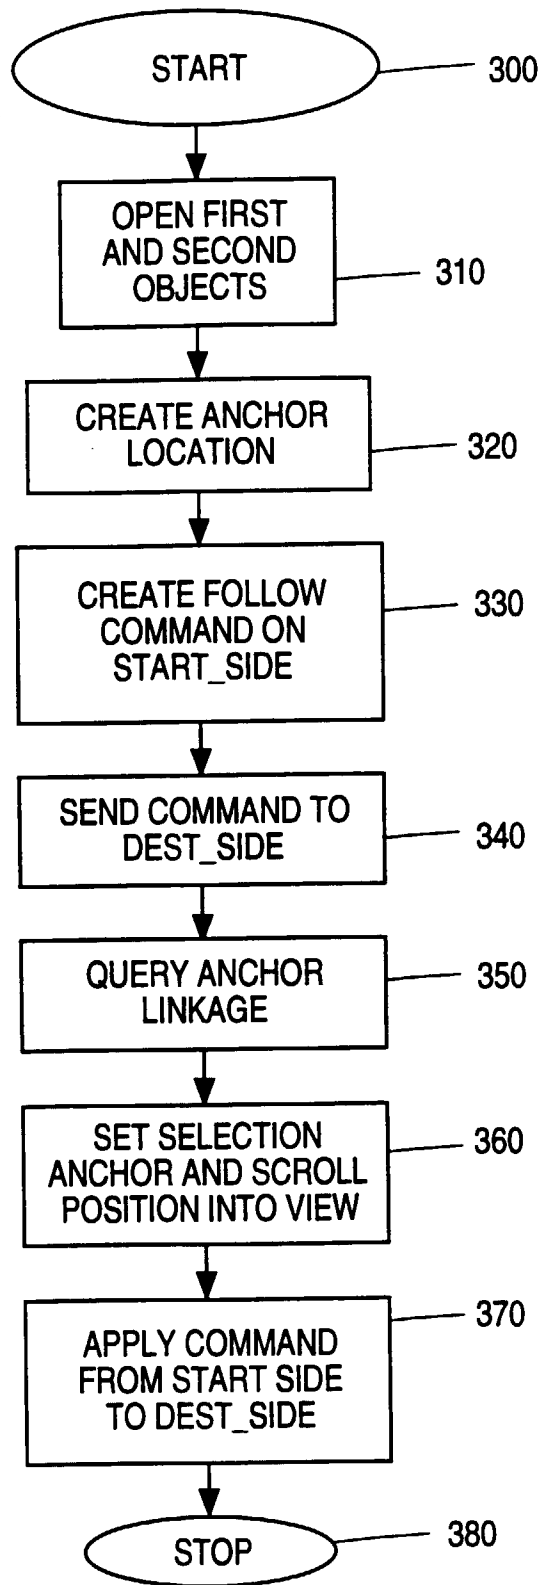 START
300
OPEN FIRST
AND SECOND
OBJECTS
310
CREATE ANCHOR
LOCATION
320
CREATE FOLLOW
COMMAND ON
START_SIDE
330
SEND COMMAND TO
DEST_SIDE
340
QUERY ANCHOR
LINKAGE
350
SET SELECTION
ANCHOR AND SCROLL
POSITION INTO VIEW
360
APPLY COMMAND
FROM START SIDE
TO DEST_SIDE
370
STOP
380